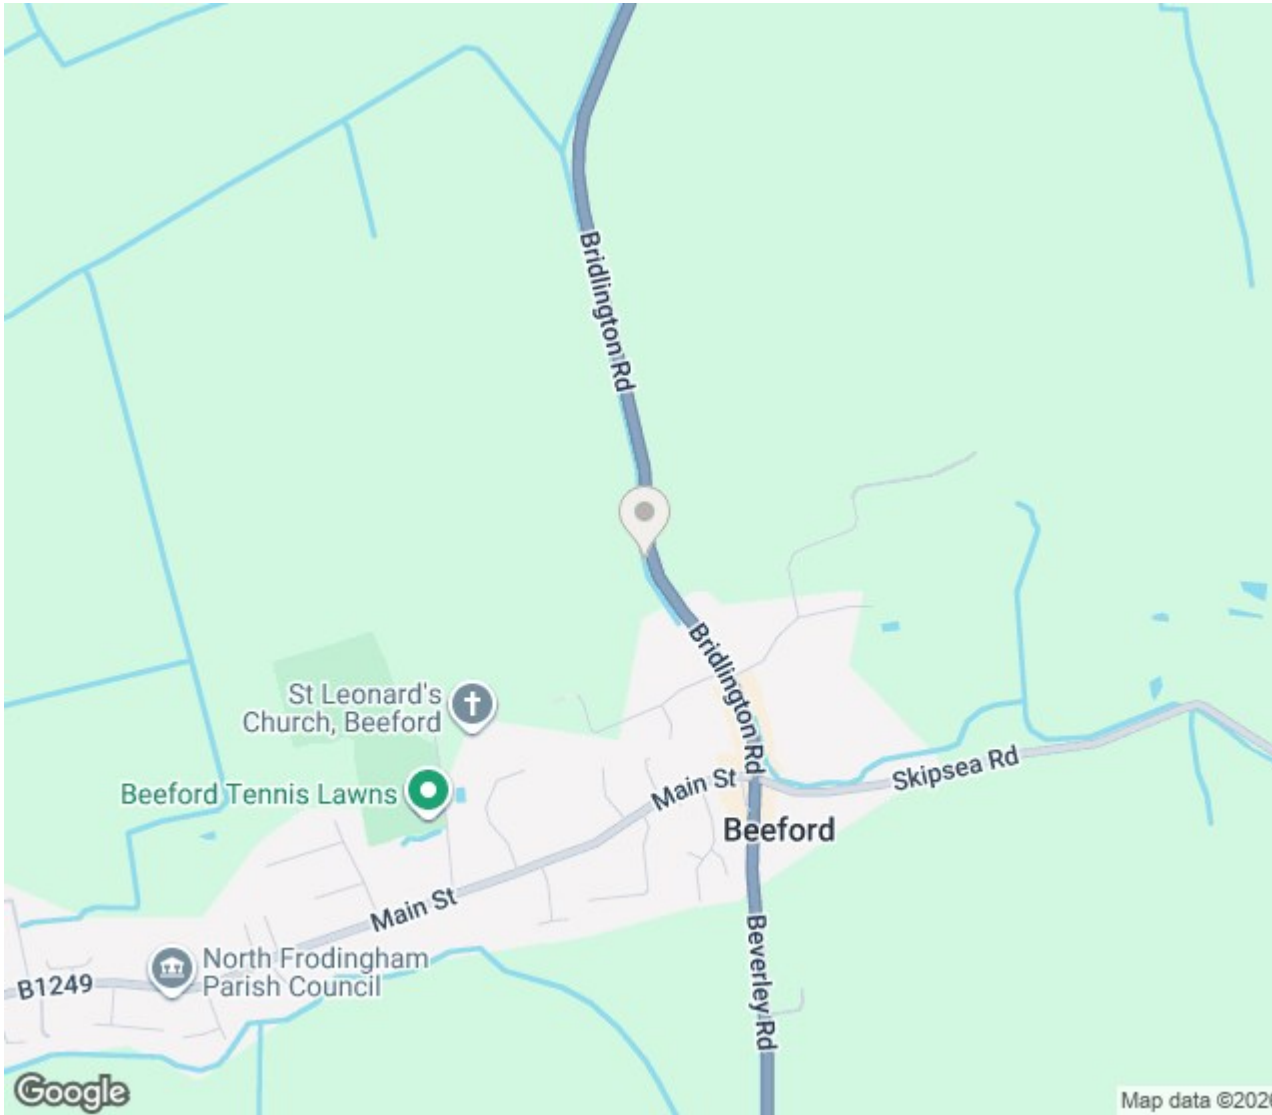 Bridlington Rd
Bridlington Rd
St Leonard's
Church, Beeford
Beeford Tennis Lawns
Main St
Skipsea Rd
Beeford
Main St
Beverley Rd
North Frodingham
Parish Council
B1249
Google
Map data ©2026